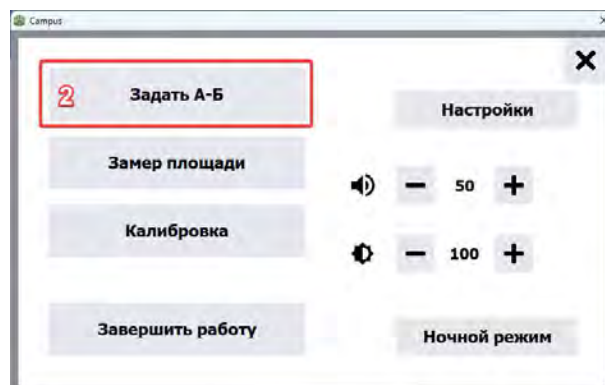 Campus
2 Задать А-Б
Настройки
Замер площади
50
Калибровка
100
Завершить работу
Ночной режим